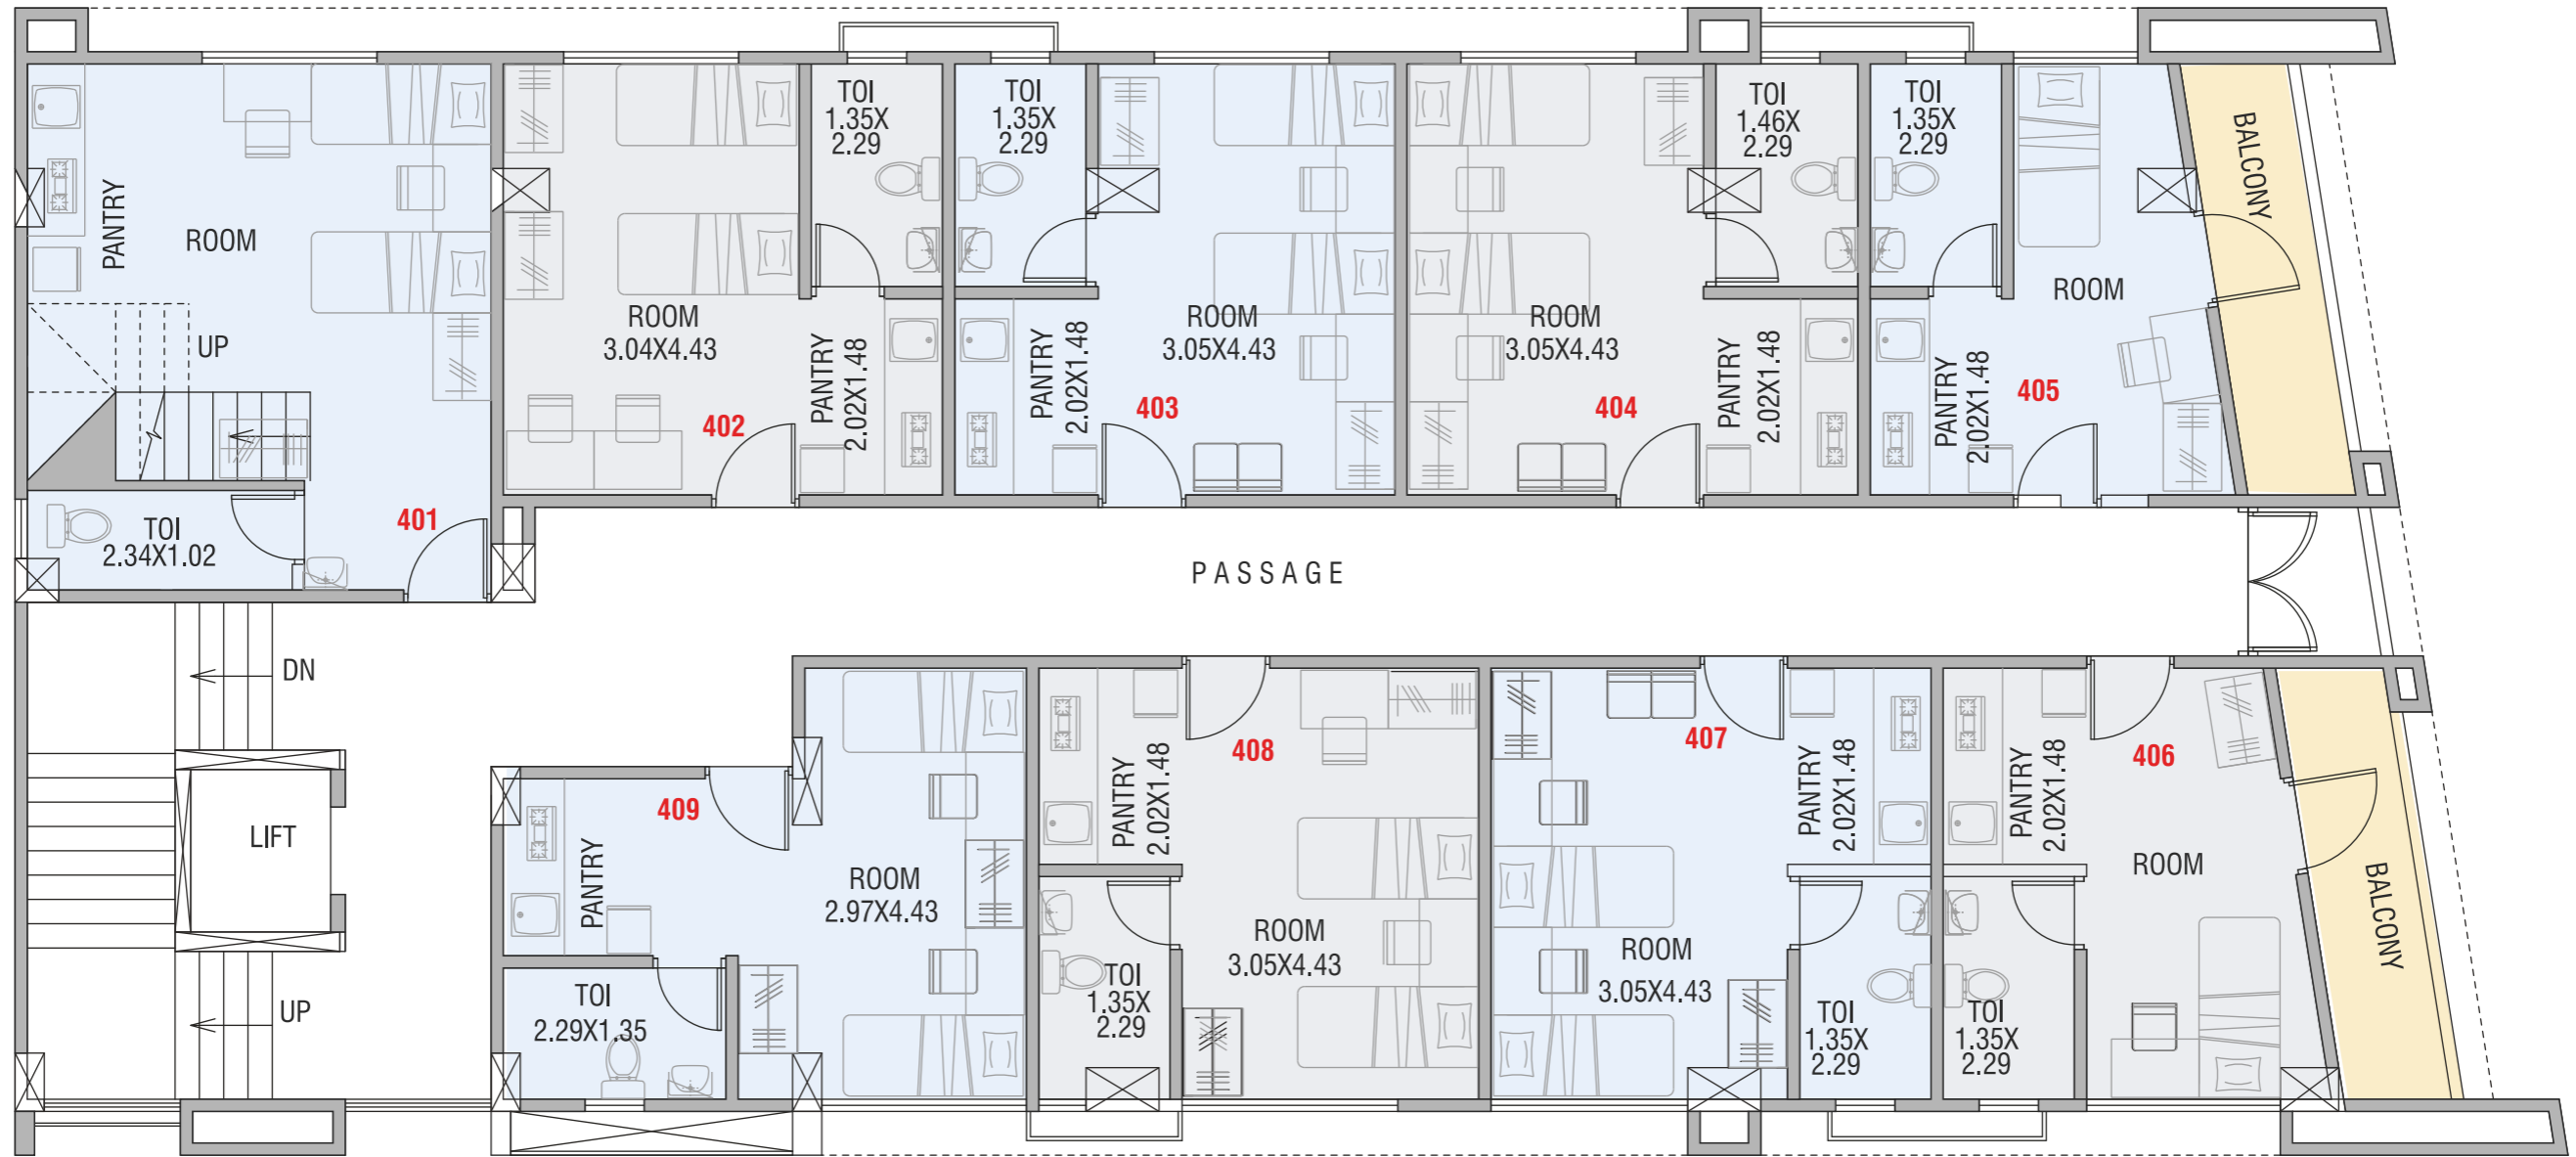 TOI
1.35X
2.29
TOI
1.35X
2.29
TOI
1.46X
2.29
TOI
1.35X
2.29
BALCONY
PANTRY
ROOM
UP
ROOM
3.04X4.43
PANTRY
2.02X1.48
402
PANTRY
2.02X1.48
403
ROOM
3.05X4.43
ROOM
3.05X4.43
404
PANTRY
2.02X1.48
PANTRY
2.02X1.48
405
ROOM
401
TOI
2.34X1.02
PASSAGE
DN
LIFT
UP
409
PANTRY
ROOM
2.97X4.43
TOI
2.29X1.35
408
PANTRY
2.02X1.48
ROOM
3.05X4.43
TOI
1.35X
2.29
407
PANTRY
2.02X1.48
ROOM
3.05X4.43
TOI
1.35X
2.29
406
PANTRY
2.02X1.48
ROOM
TOI
1.35X
2.29
BALCONY